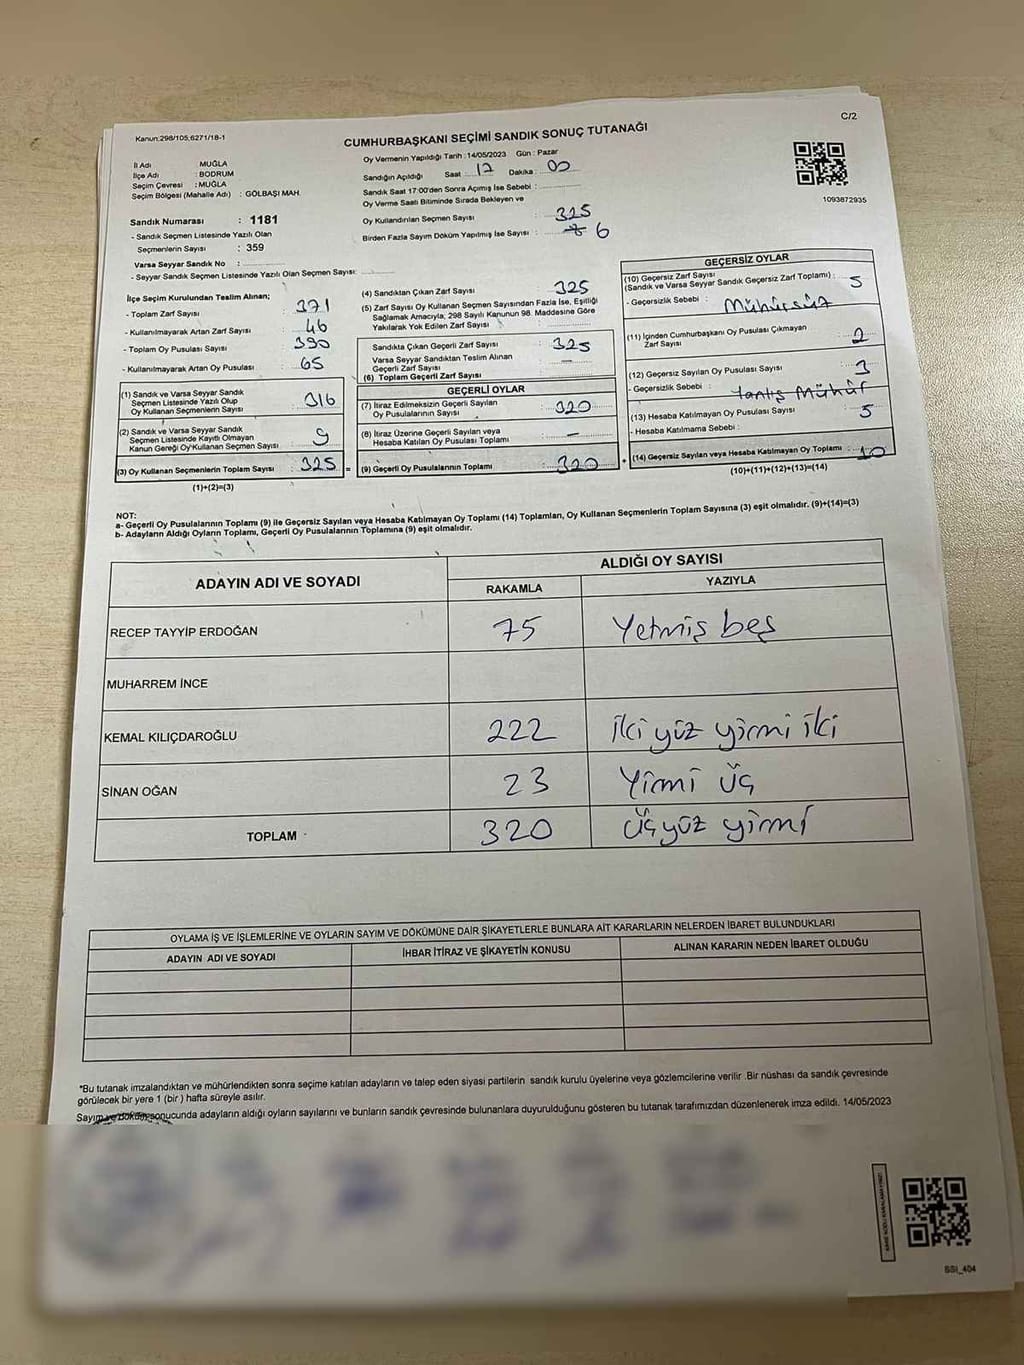 Kanun:298/105,6271/18-1
C/2
CUMHURBAŞKANI SEÇİMİ SANDIK SONUÇ TUTANAĞI
İl Adı : MUĞLA
İlçe Adı : BODRUM
Seçim Çevresi : MUĞLA
Seçim Bölgesi (Mahalle Adı) : GÖLBAŞI MAH.
Oy Vermenin Yapıldığı Tarih : 14/05/2023 Gün : Pazar
Sandığın Açıldığı Saat : 17 Dakika : 00
Sandık Saat 17:00'den Sonra Açımış İse Sebebi :
Oy Verme Saati Bitiminde Sırada Bekleyen ve
Oy Kullandırılan Seçmen Sayısı : 325
Birden Fazla Sayım Döküm Yapılmış İse Sayısı : 6
1093872935
Sandık Numarası : 1181
- Sandık Seçmen Listesinde Yazılı Olan
Seçmenlerin Sayısı : 359
Varsa Seyyar Sandık No :
- Seyyar Sandık Seçmen Listesinde Yazılı Olan Seçmen Sayısı:
İlçe Seçim Kurulundan Teslim Alınan;
- Toplam Zarf Sayısı : 371
- Kullanılmayarak Artan Zarf Sayısı : 46
- Toplam Oy Pusulası Sayısı : 390
- Kullanılmayarak Artan Oy Pusulası : 65
(1) Sandık ve Varsa Seyyar Sandık
Seçmen Listesinde Yazılı Olup
Oy Kullanan Seçmenlerin Sayısı : 316
(2) Sandık ve Varsa Seyyar Sandık
Seçmen Listesinde Kayıtlı Olmayan
Kanun Gereği Oy Kullanan Seçmen Sayısı : 9
(3) Oy Kullanan Seçmenlerin Toplam Sayısı : 325 =
(1)+(2)=(3)
(4) Sandıktan Çıkan Zarf Sayısı : 325
(5) Zarf Sayısı Oy Kullanan Seçmen Sayısından Fazla İse, Eşitliği
Sağlamak Amacıyla, 298 Sayılı Kanunun 98. Maddesine Göre
Yakılarak Yok Edilen Zarf Sayısı :
Sandıkta Çıkan Geçerli Zarf Sayısı : 325
Varsa Seyyar Sandıktan Teslim Alınan
Geçerli Zarf Sayısı : —
(6) Toplam Geçerli Zarf Sayısı
GEÇERLİ OYLAR
(7) İtiraz Edilmeksizin Geçerli Sayılan
Oy Pusulalarının Sayısı : 320
(8) İtiraz Üzerine Geçerli Sayılan veya
Hesaba Katılan Oy Pusulası Toplamı : —
(9) Geçerli Oy Pusulalarının Toplamı : 320 +
GEÇERSİZ OYLAR
(10) Geçersiz Zarf Sayısı
(Sandık ve Varsa Seyyar Sandık Geçersiz Zarf Toplamı) : 5
- Geçersizlik Sebebi : Mühürsüz
(11) İçinden Cumhurbaşkanı Oy Pusulası Çıkmayan
Zarf Sayısı : 2
(12) Geçersiz Sayılan Oy Pusulası Sayısı : 3
- Geçersizlik Sebebi : Yanlış Mühür
(13) Hesaba Katılmayan Oy Pusulası Sayısı : 5
- Hesaba Katılmama Sebebi :
(14) Geçersiz Sayılan veya Hesaba Katılmayan Oy Toplamı : 10
(10)+(11)+(12)+(13)=(14)
NOT:
a- Geçerli Oy Pusulalarının Toplamı (9) ile Geçersiz Sayılan veya Hesaba Katılmayan Oy Toplamı (14) Toplamları, Oy Kullanan Seçmenlerin Toplam Sayısına (3) eşit olmalıdır. (9)+(14)=(3)
b- Adayların Aldığı Oyların Toplamı, Geçerli Oy Pusulalarının Toplamına (9) eşit olmalıdır.
ADAYIN ADI VE SOYADI
ALDIĞI OY SAYISI
RAKAMLA YAZIYLA
RECEP TAYYİP ERDOĞAN 75 Yetmiş beş
MUHARREM İNCE
KEMAL KILIÇDAROĞLU 222 iki yüz yirmi iki
SİNAN OĞAN 23 Yirmi üç
TOPLAM 320 üçyüz yirmi
OYLAMA İŞ VE İŞLEMLERİNE VE OYLARIN SAYIM VE DÖKÜMÜNE DAİR ŞİKAYETLERLE BUNLARA AİT KARARLARIN NELERDEN İBARET BULUNDUKLARI
ADAYIN ADI VE SOYADI İHBAR İTİRAZ VE ŞİKAYETİN KONUSU ALINAN KARARIN NEDEN İBARET OLDUĞU
*Bu tutanak imzalandıktan ve mühürlendikten sonra seçime katılan adayların ve talep eden siyasi partilerin sandık kurulu üyelerine veya gözlemcilerine verilir .Bir nüshası da sandık çevresinde
görülecek bir yere 1 (bir ) hafta süreyle asılır.
Sayım ve döküm sonucunda adayların aldığı oyların sayılarını ve bunların sandık çevresinde bulunanlara duyurulduğunu gösteren bu tutanak tarafımızdan düzenlenerek imza edildi. 14/05/2023
SSI_404